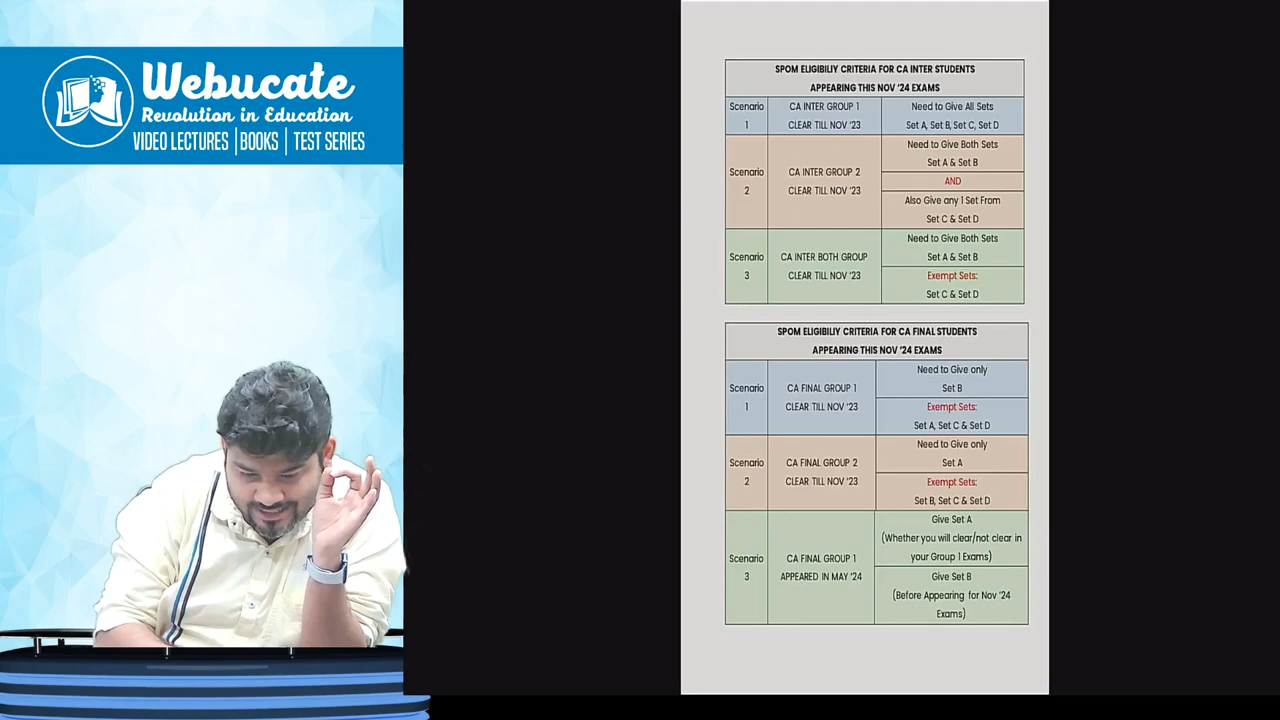 Webucate
Revolution in Education
VIDEO LECTURES | BOOKS | TEST SERIES
SPOM ELIGIBILIY CRITERIA FOR CA INTER STUDENTS
APPEARING THIS NOV '24 EXAMS
Scenario
1
CA INTER GROUP 1
CLEAR TILL NOV '23
Need to Give All Sets
Set A, Set B, Set C, Set D
Scenario
2
CA INTER GROUP 2
CLEAR TILL NOV '23
Need to Give Both Sets
Set A & Set B
AND
Also Give any 1 Set From
Set C & Set D
Scenario
3
CA INTER BOTH GROUP
CLEAR TILL NOV '23
Need to Give Both Sets
Set A & Set B
Exempt Sets:
Set C & Set D
SPOM ELIGIBILIY CRITERIA FOR CA FINAL STUDENTS
APPEARING THIS NOV '24 EXAMS
Scenario
1
CA FINAL GROUP 1
CLEAR TILL NOV '23
Need to Give only
Set B
Exempt Sets:
Set A, Set C & Set D
Scenario
2
CA FINAL GROUP 2
CLEAR TILL NOV '23
Need to Give only
Set A
Exempt Sets:
Set B, Set C & Set D
Scenario
3
CA FINAL GROUP 1
APPEARED IN MAY '24
Give Set A
(Whether you will clear/not clear in
your Group 1 Exams)
Give Set B
(Before Appearing for Nov '24
Exams)